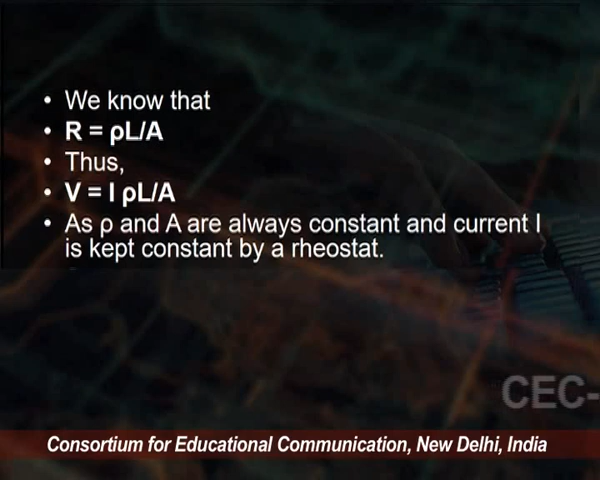 • We know that
• R = ρL/A
• Thus,
• V = I ρL/A
• As ρ and A are always constant and current I
is kept constant by a rheostat.
CEC-
Consortium for Educational Communication, New Delhi, India